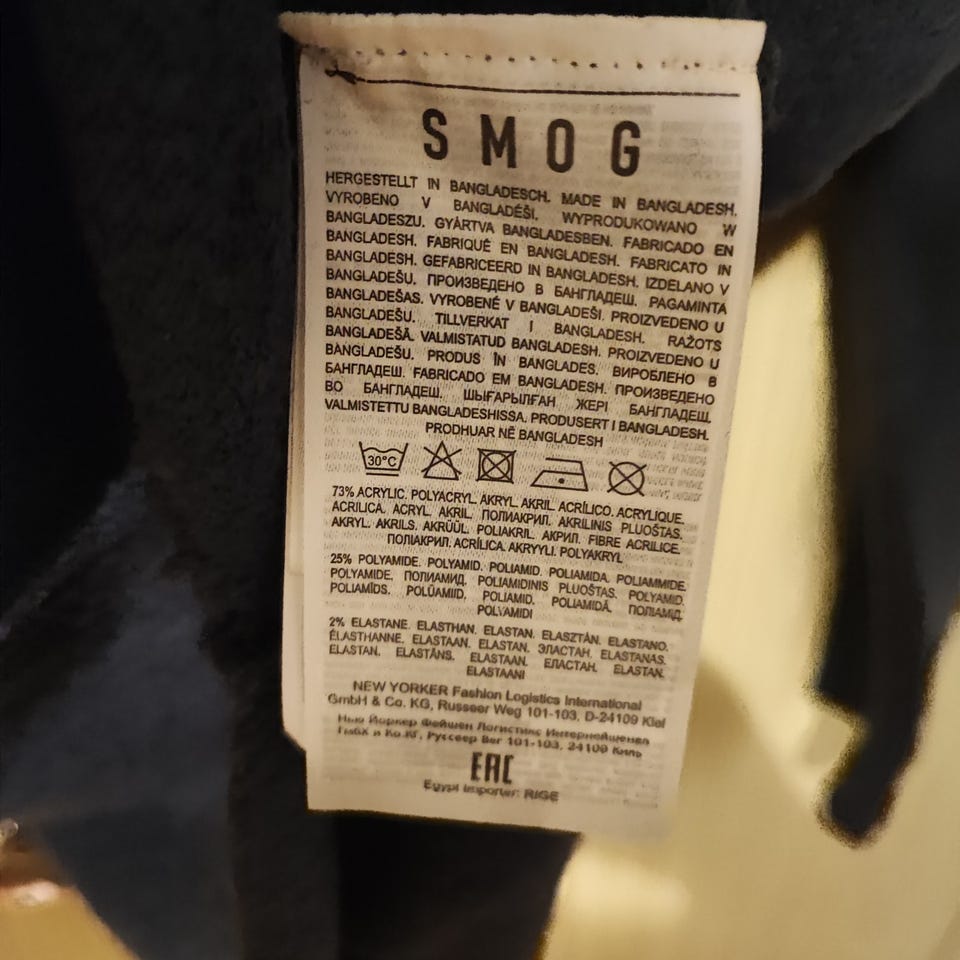 SMOG
HERGESTELLT IN BANGLADESCH. MADE IN BANGLADESH.
VYROBENO V BANGLADÉŠI. WYPRODUKOWANO W
BANGLADESZU. GYÁRTVA BANGLADESBEN. FABRICADO EN
BANGLADESH. FABRIQUÉ EN BANGLADESH. FABRICATO IN
BANGLADESH. GEFABRICEERD IN BANGLADESH. IZDELANO V
BANGLADEŠU. ПРОИЗВЕДЕНО В БАНГЛАДЕШ. PAGAMINTA
BANGLADEŠAS. VYROBENÉ V BANGLADEŠI. PROIZVEDENO U
BANGLADEŠU. TILLVERKAT I BANGLADESH. RAŽOTS
BANGLADEŠĀ. VALMISTATUD BANGLADESH. PROIZVEDENO U
BANGLADEŠU. PRODUS ÎN BANGLADES. ВИРОБЛЕНО В
БАНГЛАДЕШ. FABRICADO EM BANGLADESH. ПРОИЗВЕДЕНО
ВО БАНГЛАДЕШ. ШЫҒАРЫЛҒАН ЖЕРІ БАНГЛАДЕШ.
VALMISTETTU BANGLADESHISSA. PRODUSERT I BANGLADESH.
PRODHUAR NË BANGLADESH
30°C
73% ACRYLIC. POLYACRYL. AKRYL. AKRIL. ACRÍLICO. ACRYLIQUE.
ACRILICA. ACRYL. AKRIL. ПОЛИАКРИЛ. AKRILINIS PLUOŠTAS.
AKRYL. AKRILS. AKRÜÜL. POLIAKRIL. АКРИЛ. FIBRE ACRILICE.
ПОЛІАКРИЛ. ACRÍLICA. AKRYYLI. POLYAKRYL
25% POLYAMIDE. POLYAMID. POLIAMID. POLIAMIDA. POLIAMMIDE.
POLYAMIDE. ПОЛИАМИД. POLIAMIDINIS PLUOŠTAS. POLYAMID.
POLIAMĪDS. POLÜAMIID. POLIAMID. POLIAMIDĂ. ПОЛІАМІД.
POLYAMIDI
2% ELASTANE. ELASTHAN. ELASTAN. ELASZTÁN. ELASTANO.
ÉLASTHANNE. ELASTAAN. ELASTAN. ЭЛАСТАН. ELASTANAS.
ELASTAN. ELASTĀNS. ELASTAAN. ЕЛАСТАН. ELASTAN.
ELASTAANI
NEW YORKER Fashion Logistics International
GmbH & Co. KG, Russeer Weg 101-103, D-24109 Kiel
Нью Йоркер Фейшен Логистикс Интернейшенал
ГмбХ и Ко.КГ, Руссеер Вег 101-103, 24109 Киль
EAC
Egypt Importer: RIGE